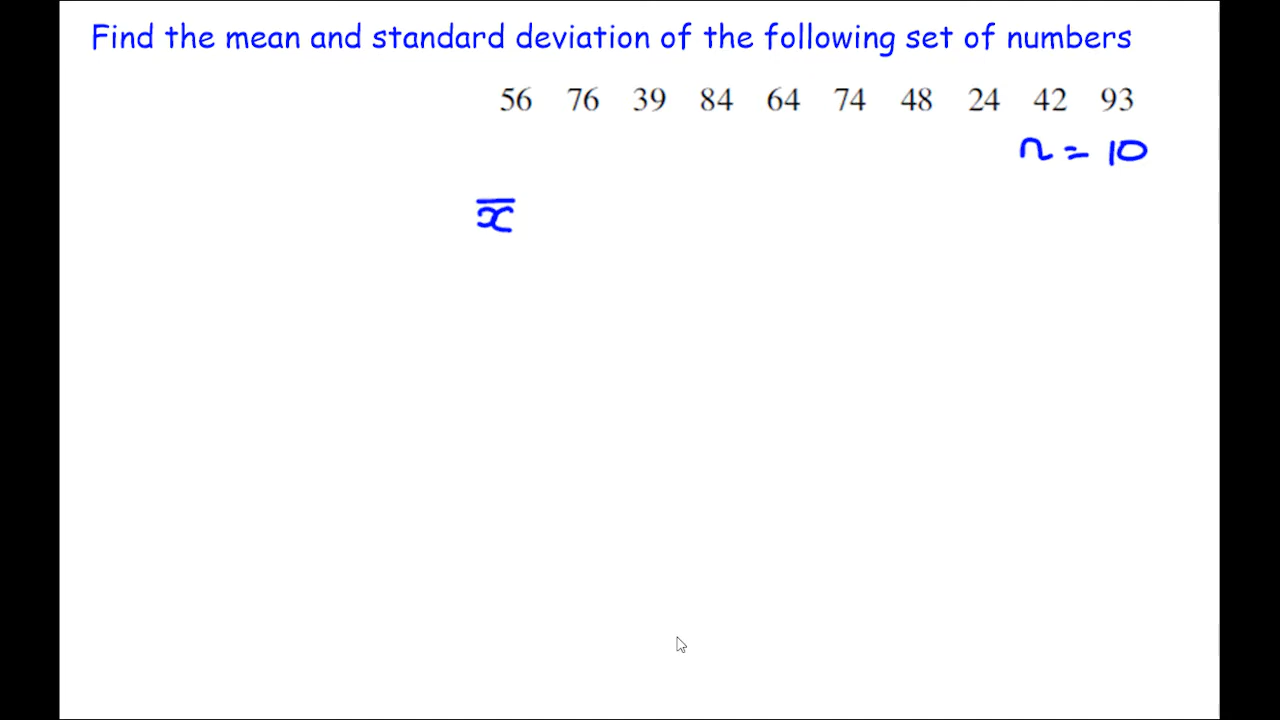 Find the mean and standard deviation of the following set of numbers
56 76 39 84 64 74 48 24 42 93
n = 10
x̄